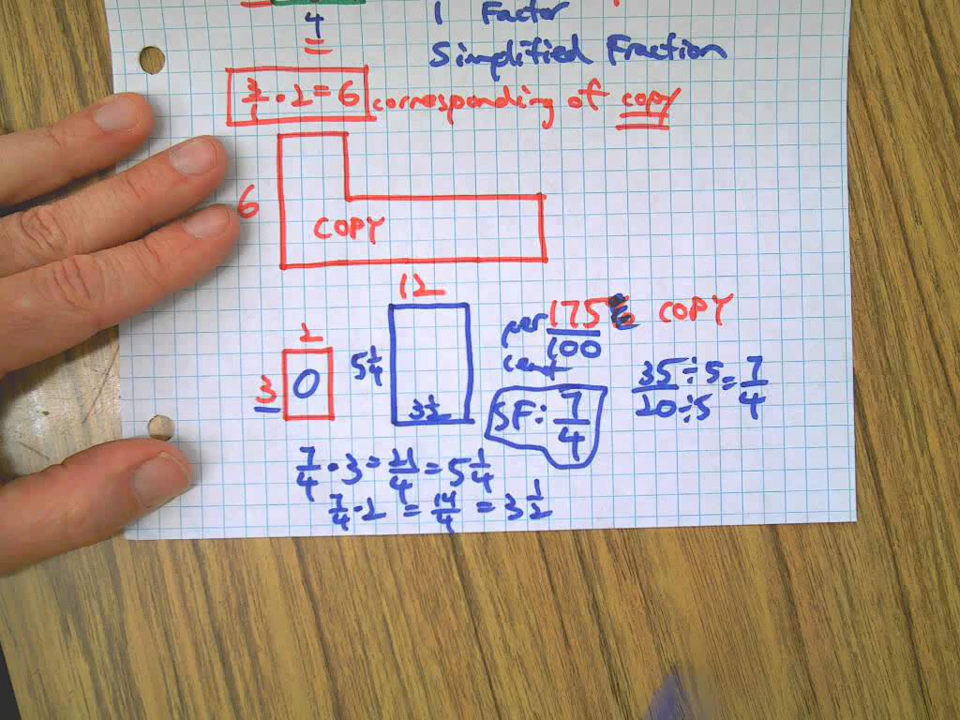 4
1 Factor
Simplified Fraction
3/1 · 2 = 6 corresponding of copy
6
COPY
12
2
3
O
5 1/4
3 1/2
per 175/100 COPY
cent
SF: 7/4
35÷5/20÷5 = 7/4
7/4 · 3 = 21/4 = 5 1/4
7/4 · 2 = 14/4 = 3 1/2